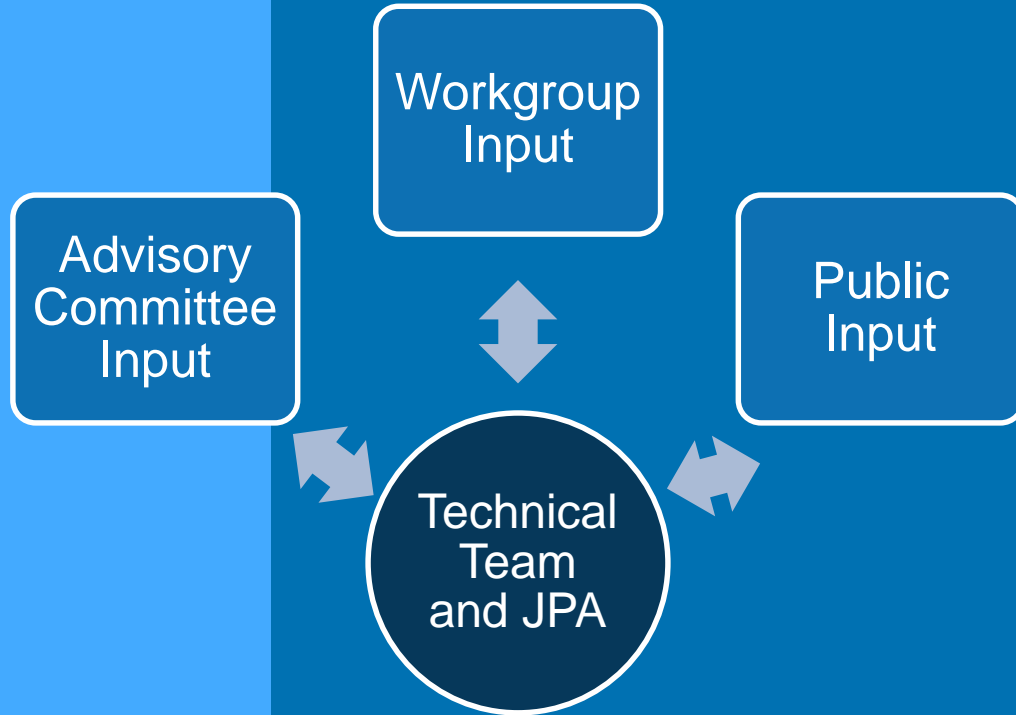 Workgroup
Input
Advisory
Committee
Input
Public
Input
Technical
Team
and JPA